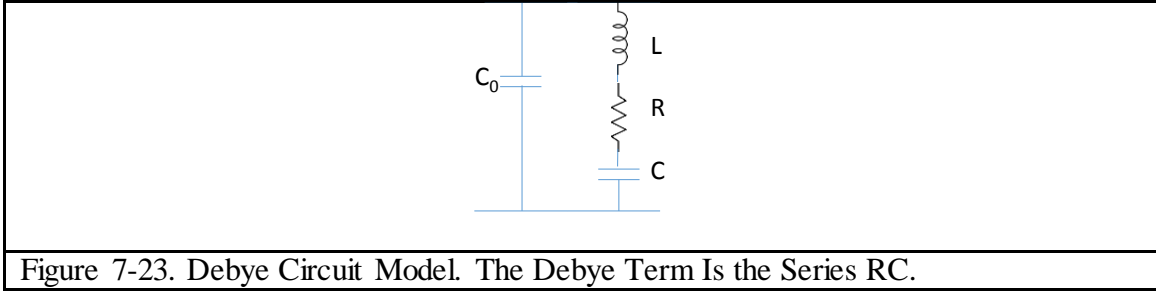 L
C₀
R
C
Figure 7-23. Debye Circuit Model. The Debye Term Is the Series RC.